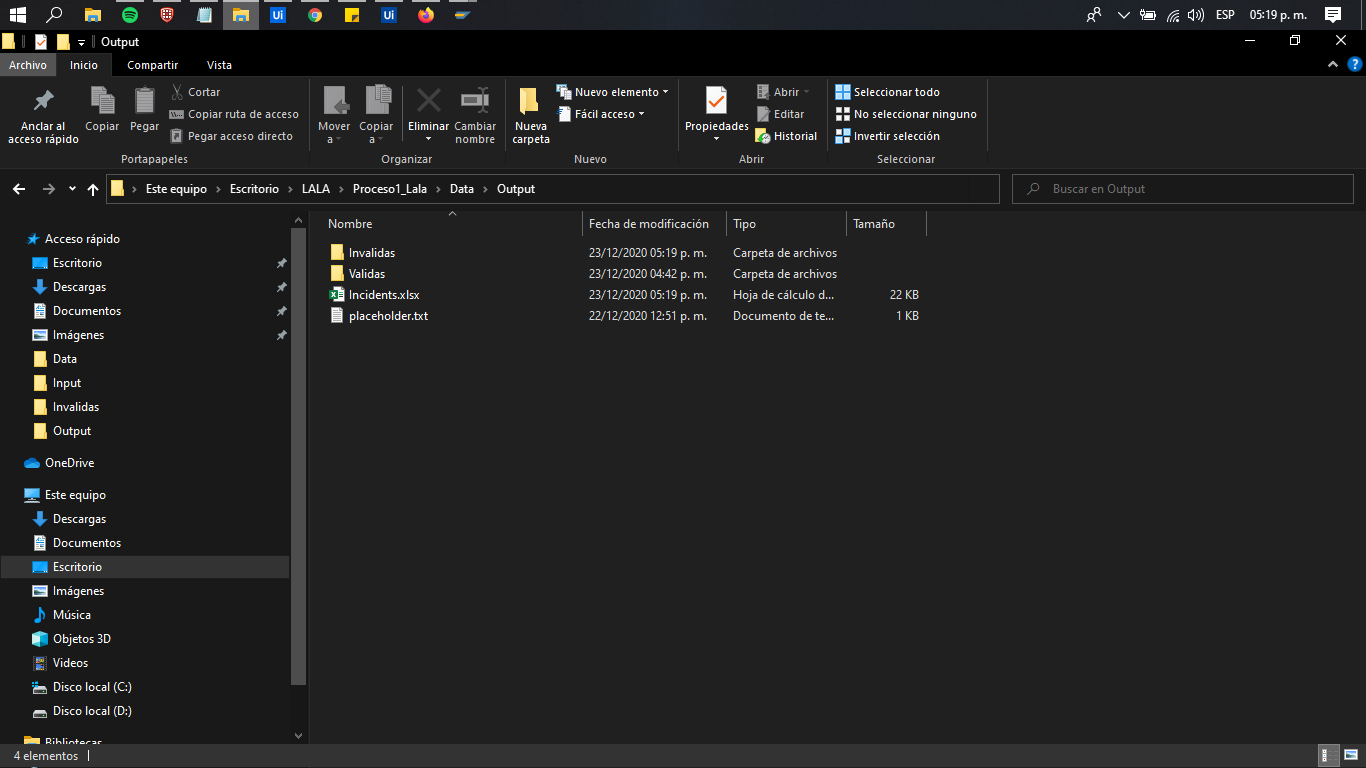 Ui
Ui
ESP
05:19 p. m.
Output
Archivo
Inicio
Compartir
Vista
Anclar al
acceso rápido
Copiar
Pegar
Cortar
Copiar ruta de acceso
Pegar acceso directo
Portapapeles
Mover
a
Copiar
a
Eliminar
Cambiar
nombre
Organizar
Nueva
carpeta
Nuevo elemento
Fácil acceso
Nuevo
Propiedades
Abrir
Editar
Historial
Abrir
Seleccionar todo
No seleccionar ninguno
Invertir selección
Seleccionar
Este equipo › Escritorio › LALA › Proceso1_Lala › Data › Output
Buscar en Output
Nombre Fecha de modificación Tipo Tamaño
Invalidas 23/12/2020 05:19 p. m. Carpeta de archivos
Validas 23/12/2020 04:42 p. m. Carpeta de archivos
Incidents.xlsx 23/12/2020 05:19 p. m. Hoja de cálculo d... 22 KB
placeholder.txt 22/12/2020 12:51 p. m. Documento de te... 1 KB
Acceso rápido
Escritorio
Descargas
Documentos
Imágenes
Data
Input
Invalidas
Output
OneDrive
Este equipo
Descargas
Documentos
Escritorio
Imágenes
Música
Objetos 3D
Videos
Disco local (C:)
Disco local (D:)
Bibliotecas
4 elementos